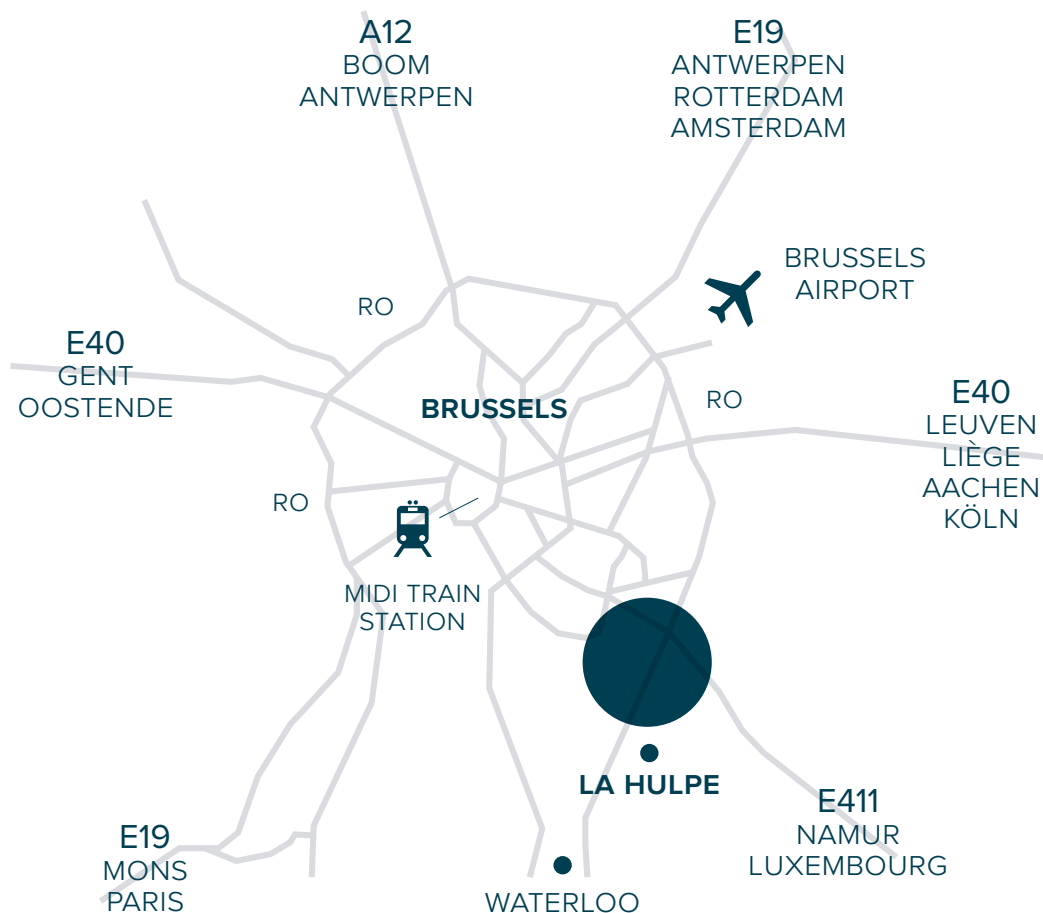 A12
BOOM
ANTWERPEN
E19
ANTWERPEN
ROTTERDAM
AMSTERDAM
BRUSSELS
AIRPORT
RO
E40
GENT
OOSTENDE
BRUSSELS
RO
E40
LEUVEN
LIÈGE
AACHEN
KÖLN
RO
MIDI TRAIN
STATION
LA HULPE
E411
NAMUR
LUXEMBOURG
E19
MONS
PARIS
WATERLOO